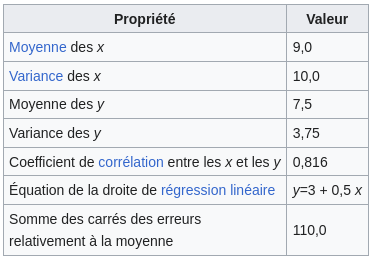 Propriété Valeur
Moyenne des x 9,0
Variance des x 10,0
Moyenne des y 7,5
Variance des y 3,75
Coefficient de corrélation entre les x et les y 0,816
Équation de la droite de régression linéaire y=3 + 0,5 x
Somme des carrés des erreurs
relativement à la moyenne 110,0